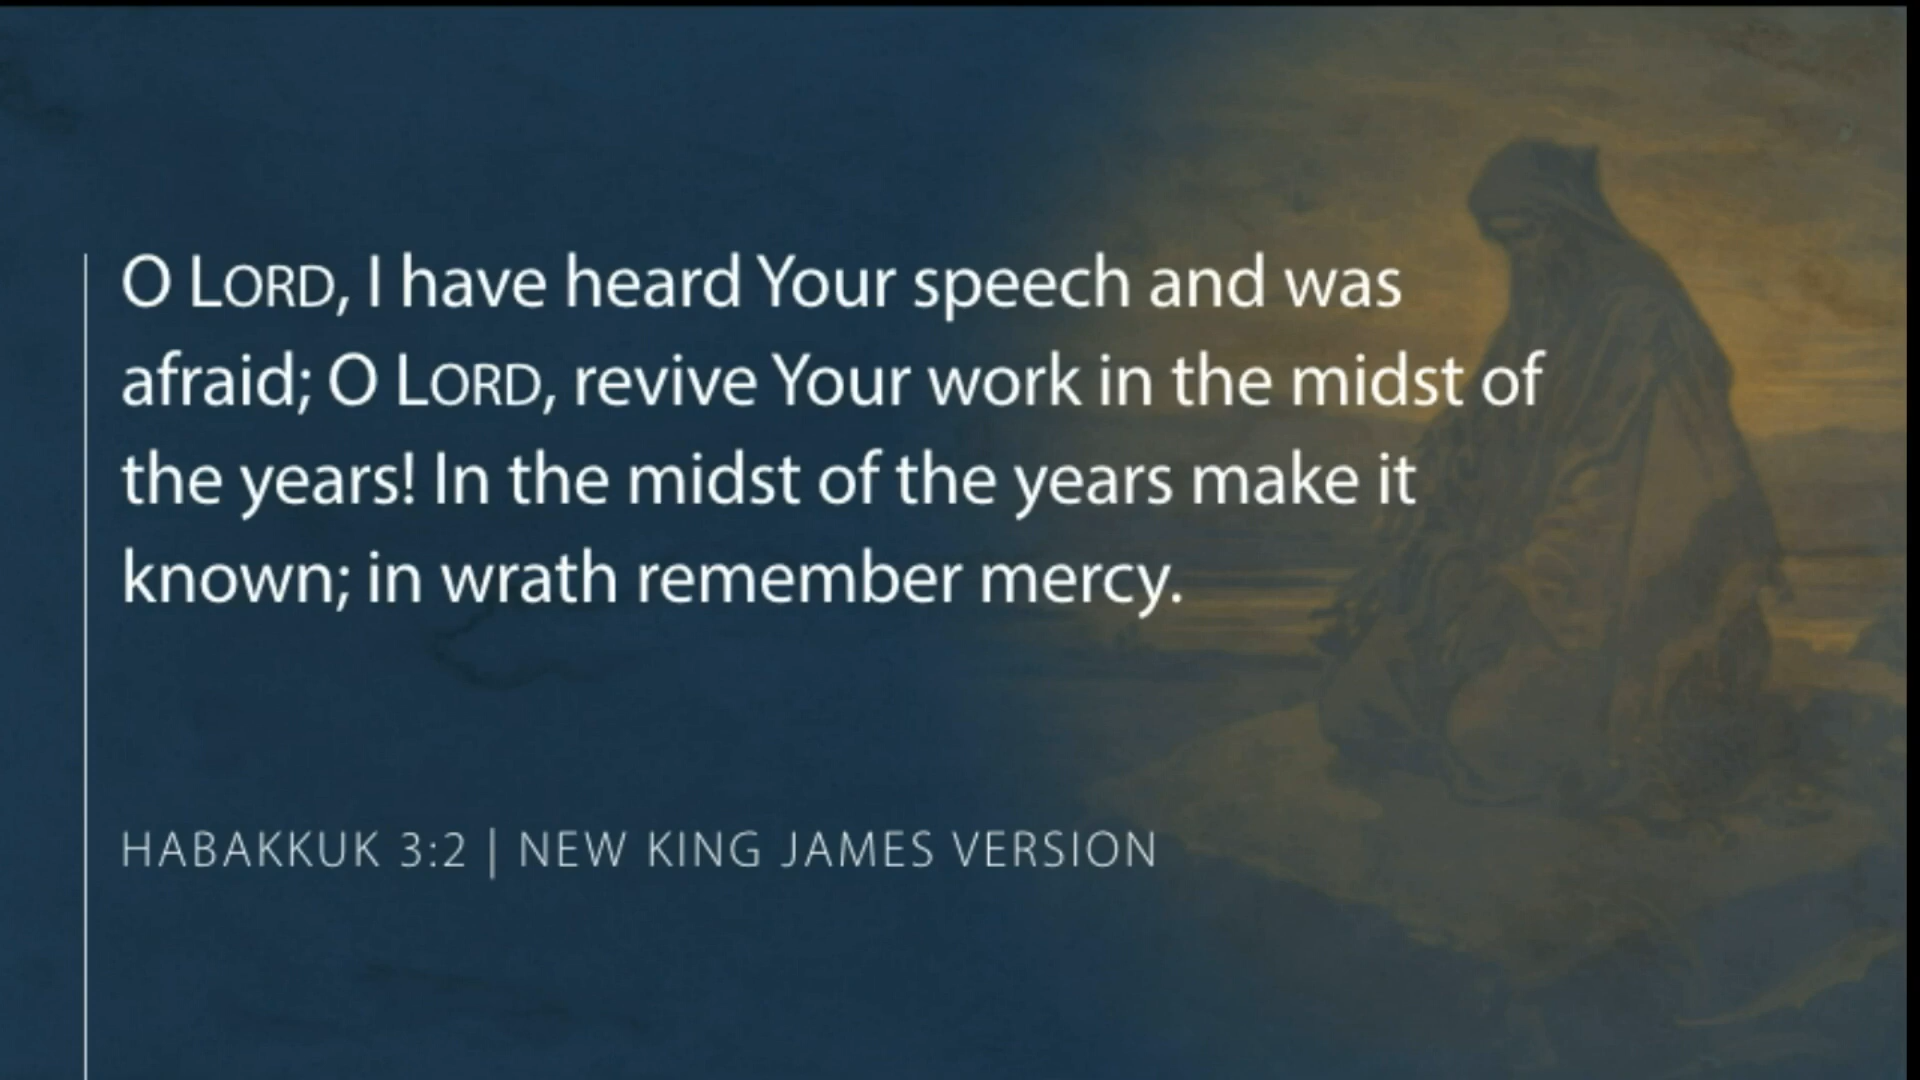 O LORD, I have heard Your speech and was
afraid; O LORD, revive Your work in the midst of
the years! In the midst of the years make it
known; in wrath remember mercy.
HABAKKUK 3:2 | NEW KING JAMES VERSION